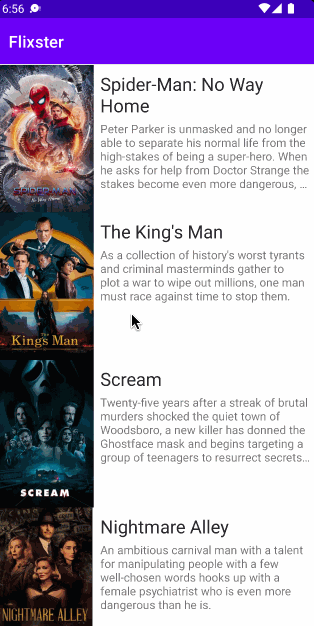 6:56
Flixster
Spider-Man: No Way
Home
Peter Parker is unmasked and no longer
able to separate his normal life from the
high-stakes of being a super-hero. When
he asks for help from Doctor Strange the
stakes become even more dangerous, ...
SPIDER-MAN
No Way Home
The King's Man
As a collection of history's worst tyrants
and criminal masterminds gather to
plot a war to wipe out millions, one man
must race against time to stop them.
The
King's Man
Scream
Twenty-five years after a streak of brutal
murders shocked the quiet town of
Woodsboro, a new killer has donned the
Ghostface mask and begins targeting a
group of teenagers to resurrect secrets...
SCREAM
Nightmare Alley
An ambitious carnival man with a talent
for manipulating people with a few
well-chosen words hooks up with a
female psychiatrist who is even more
dangerous than he is.
NIGHTMARE ALLEY